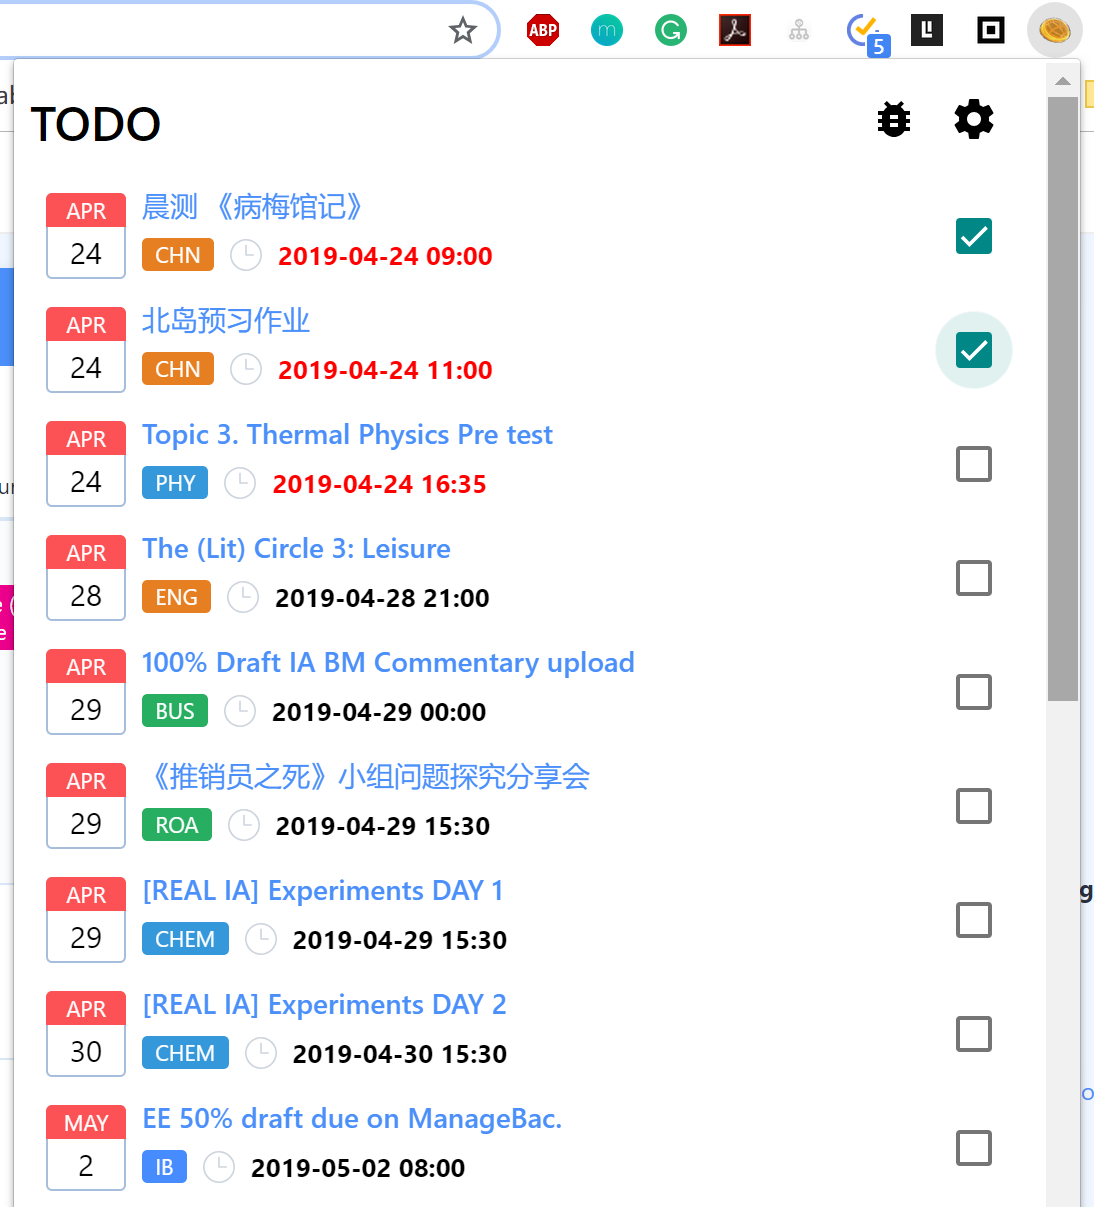 ABP
m
G
5
LI
TODO
APR
24
晨测 《病梅馆记》
CHN
2019-04-24 09:00
APR
24
北岛预习作业
CHN
2019-04-24 11:00
APR
24
Topic 3. Thermal Physics Pre test
PHY
2019-04-24 16:35
APR
28
The (Lit) Circle 3: Leisure
ENG
2019-04-28 21:00
APR
29
100% Draft IA BM Commentary upload
BUS
2019-04-29 00:00
APR
29
《推销员之死》小组问题探究分享会
ROA
2019-04-29 15:30
APR
29
[REAL IA] Experiments DAY 1
CHEM
2019-04-29 15:30
APR
30
[REAL IA] Experiments DAY 2
CHEM
2019-04-30 15:30
MAY
2
EE 50% draft due on ManageBac.
IB
2019-05-02 08:00